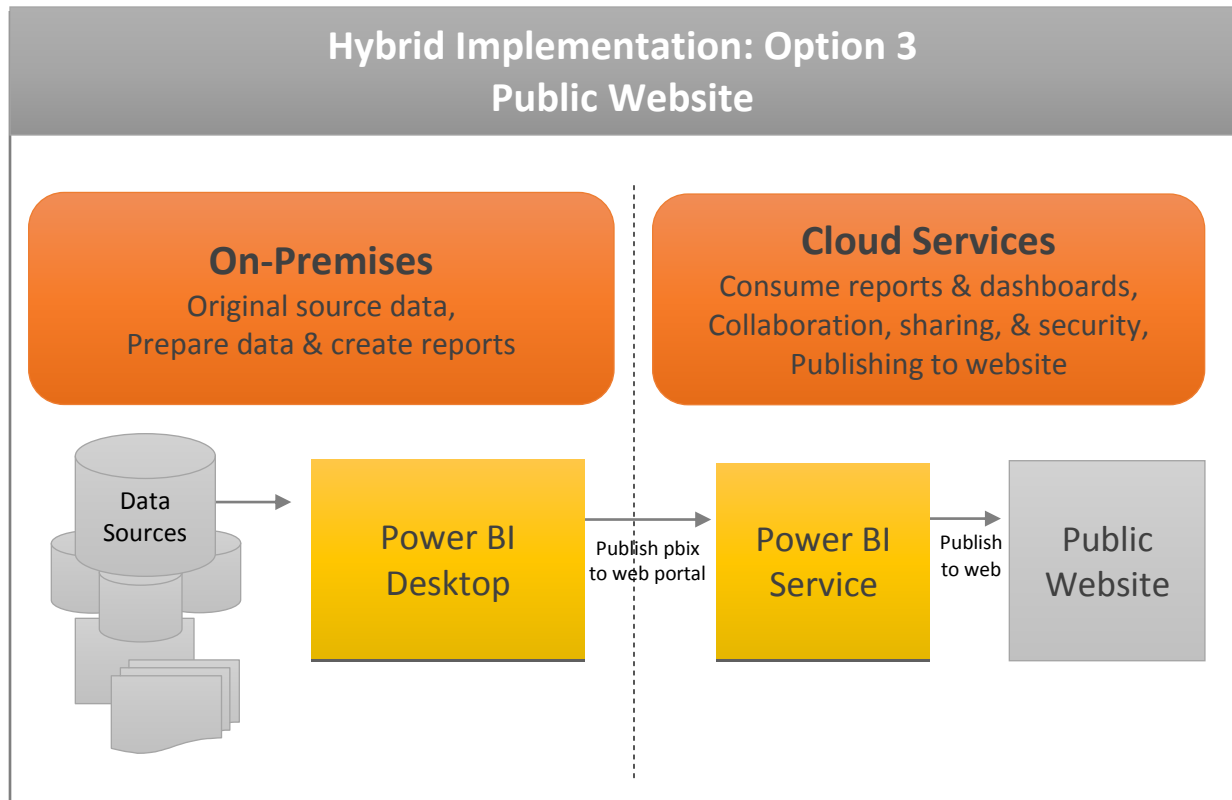 Hybrid Implementation: Option 3
Public Website
On-Premises
Original source data,
Prepare data & create reports
Cloud Services
Consume reports & dashboards,
Collaboration, sharing, & security,
Publishing to website
Data
Sources
Power BI
Desktop
Publish pbix
to web portal
Power BI
Service
Publish
to web
Public
Website